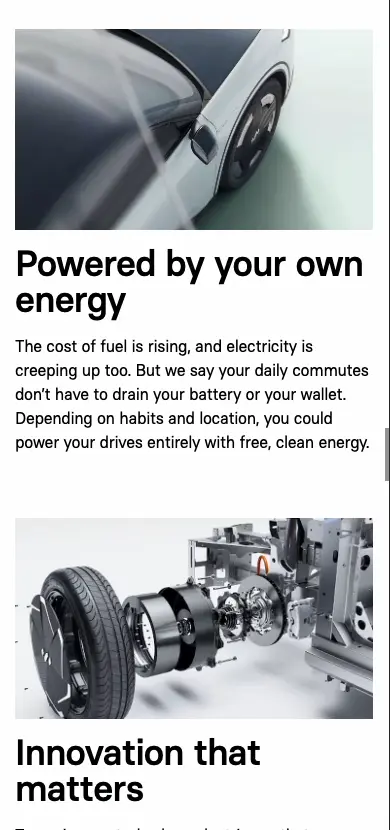 Powered by your own
energy
The cost of fuel is rising, and electricity is
creeping up too. But we say your daily commutes
don’t have to drain your battery or your wallet.
Depending on habits and location, you could
power your drives entirely with free, clean energy.
Innovation that
matters